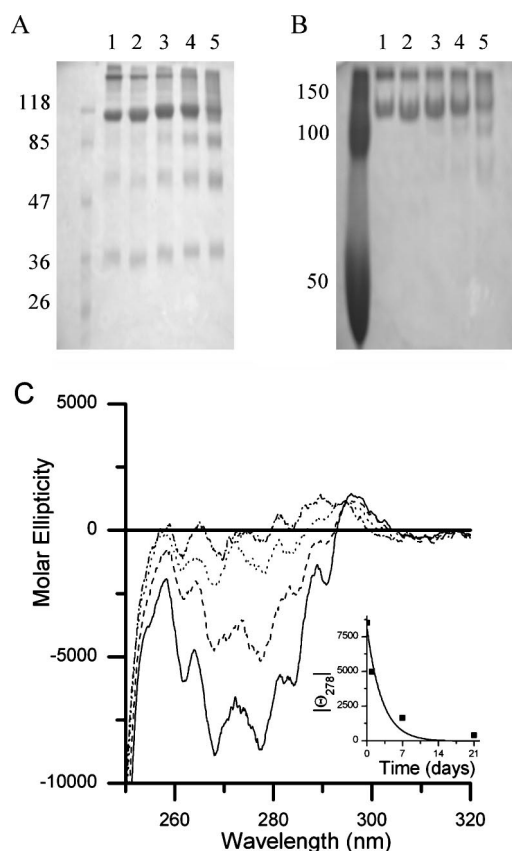 A
1 2 3 4 5
118
85
47
36
26
B
1 2 3 4 5
150
100
50
C
5000
0
-5000
-10000
Molar Ellipticity
260 280 300 320
Wavelength (nm)
7500
5000
2500
0
|Θ278|
0 7 14 21
Time (days)